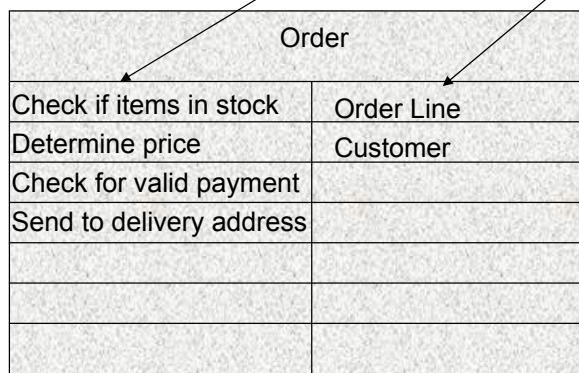 Order
Check if items in stock
Order Line
Determine price
Customer
Check for valid payment
Send to delivery address